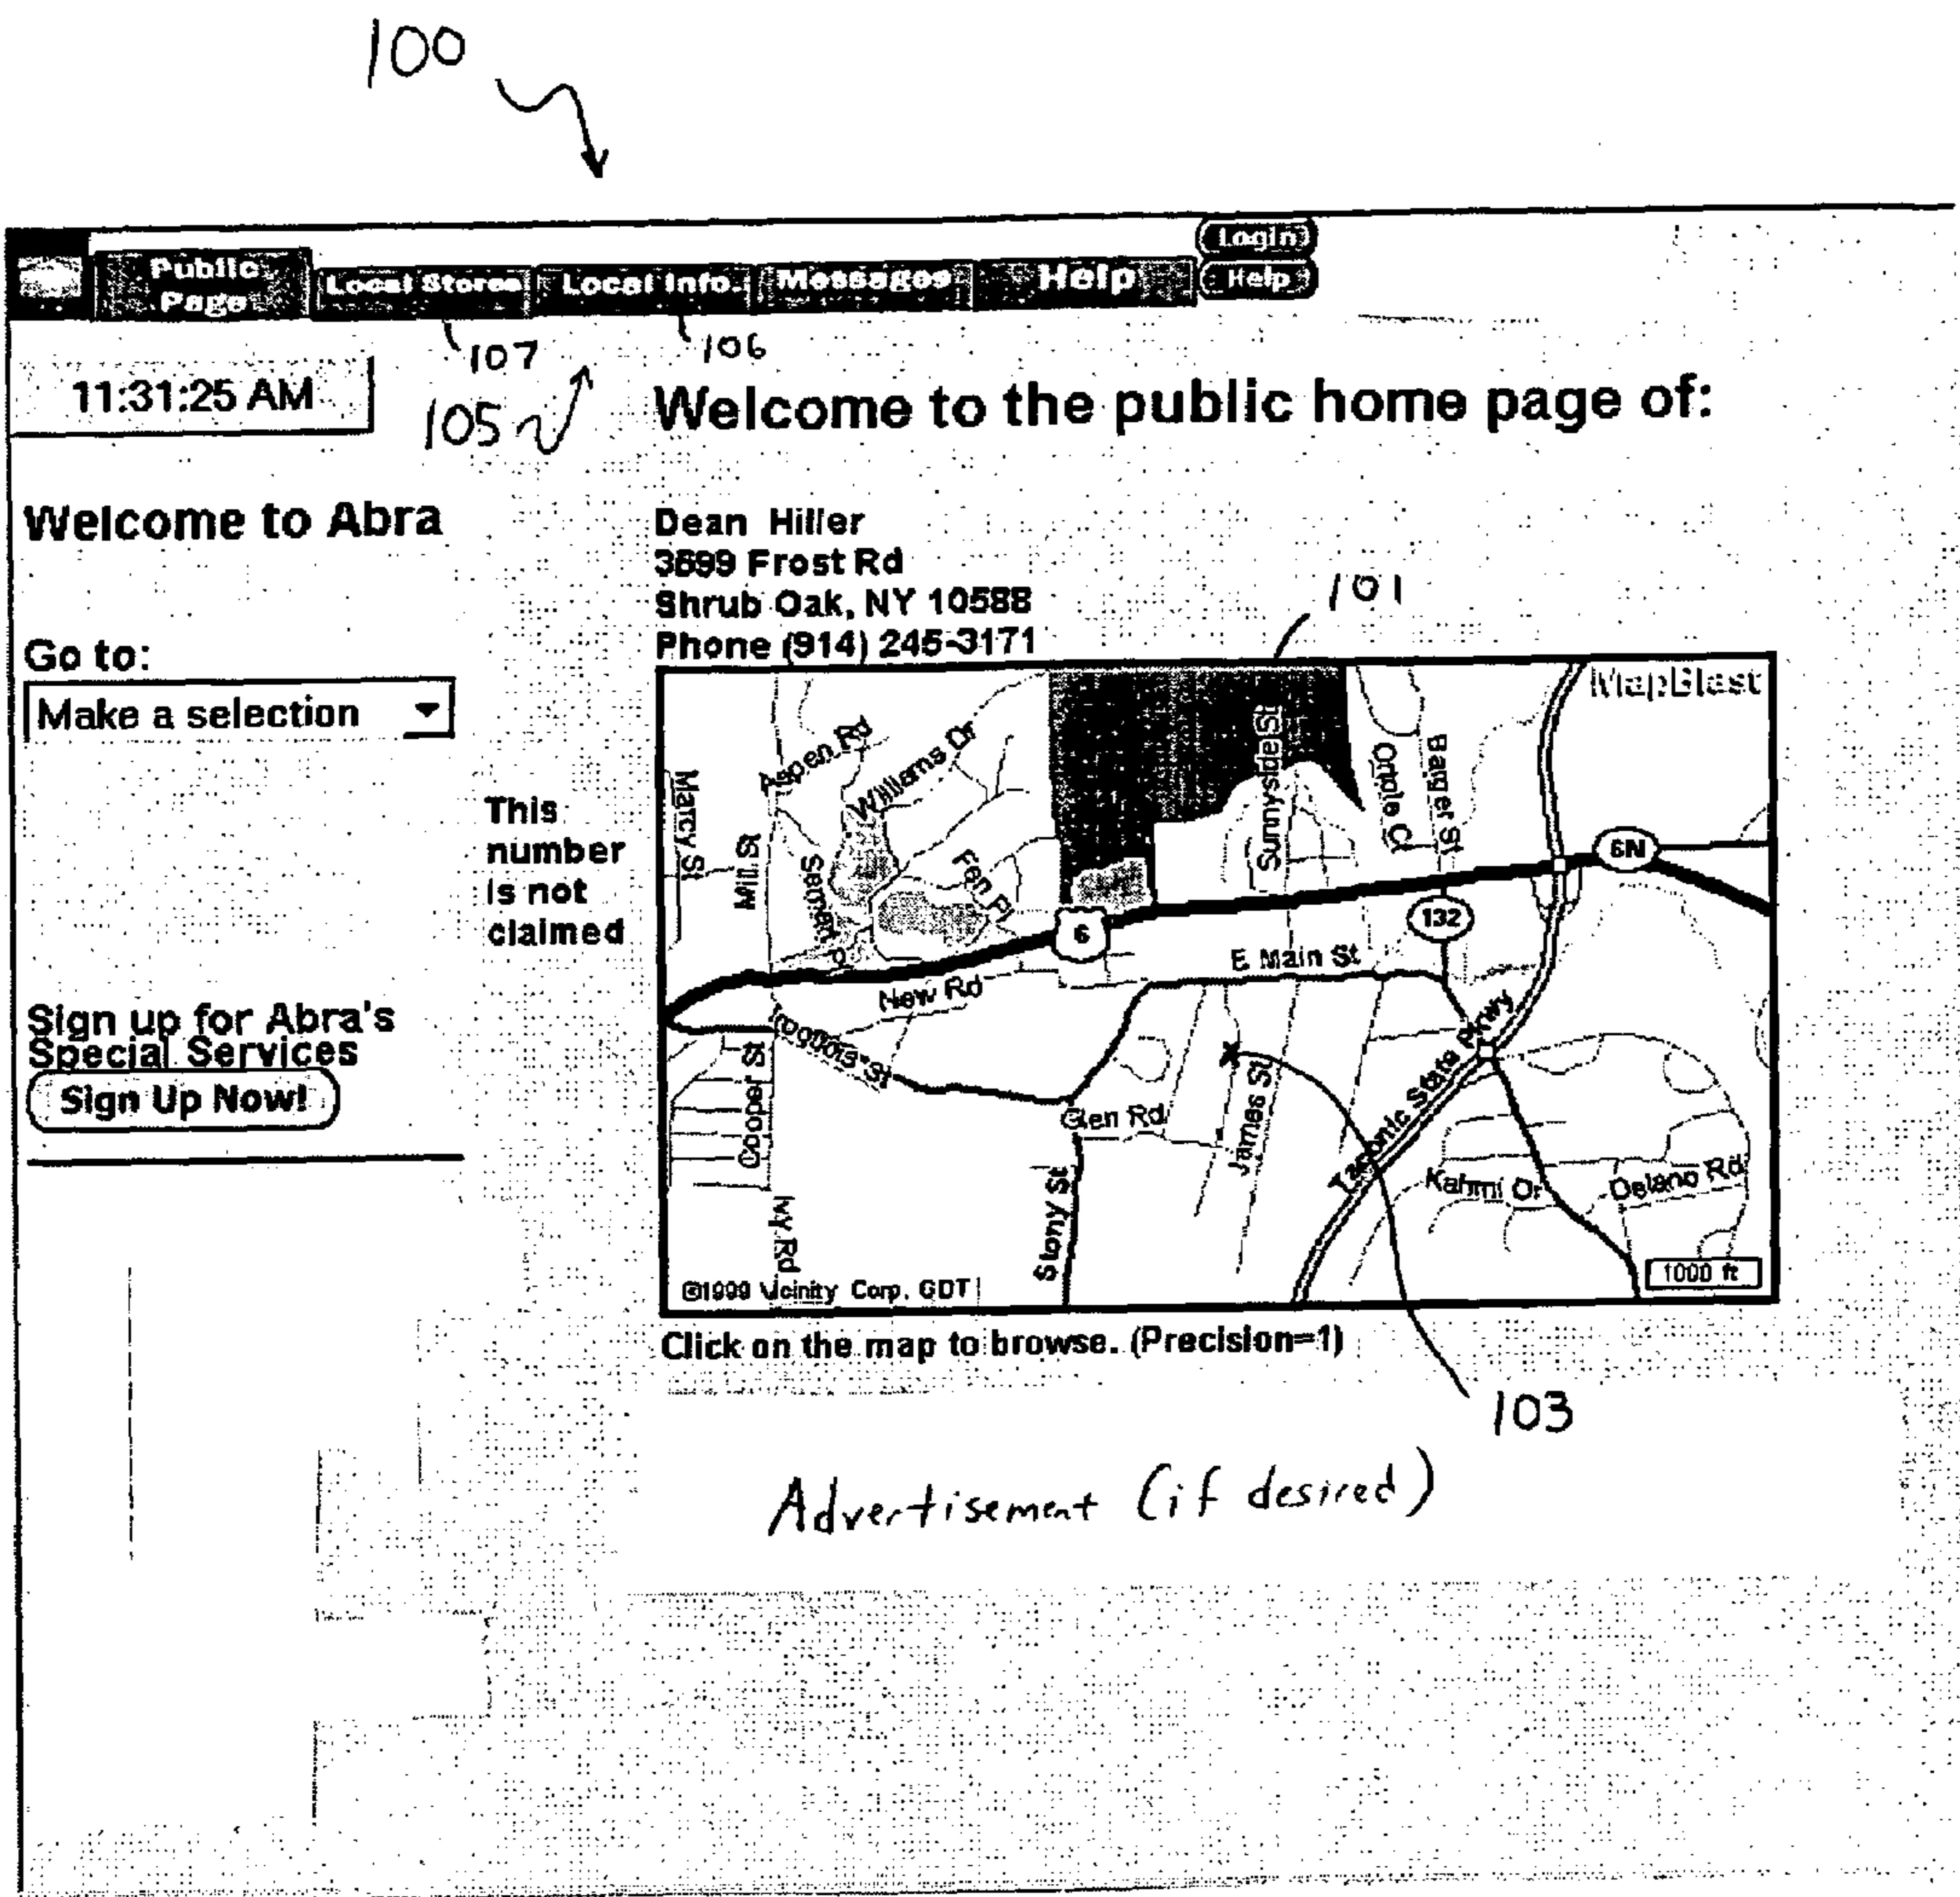 100
Login
Public Page
Local Stores
Local Info.
Messages
Help
Help
107
106
105
11:31:25 AM
Welcome to the public home page of:
Welcome to Abra
Dean Hiller
3699 Frost Rd
Shrub Oak, NY 10588
Phone (914) 245-3171
101
Go to:
Make a selection
This
number
is not
claimed
Sign up for Abra's
Special Services
Sign Up Now!
MapBlast
Aspen Rd
Williams Dr
Marcy St
Mill St
Fen Pl
Sunnyside St
Barger St
6N
6
132
E Main St
New Rd
Iroquois St
Cooper St
Glen Rd
James St
Taconic State Pkwy
Kahmi Dr
Delano Rd
Stony St
Ivy Rd
©1999 Vicinity Corp, GDT
1000 ft
Click on the map to browse. (Precision=1)
103
Advertisement (if desired)